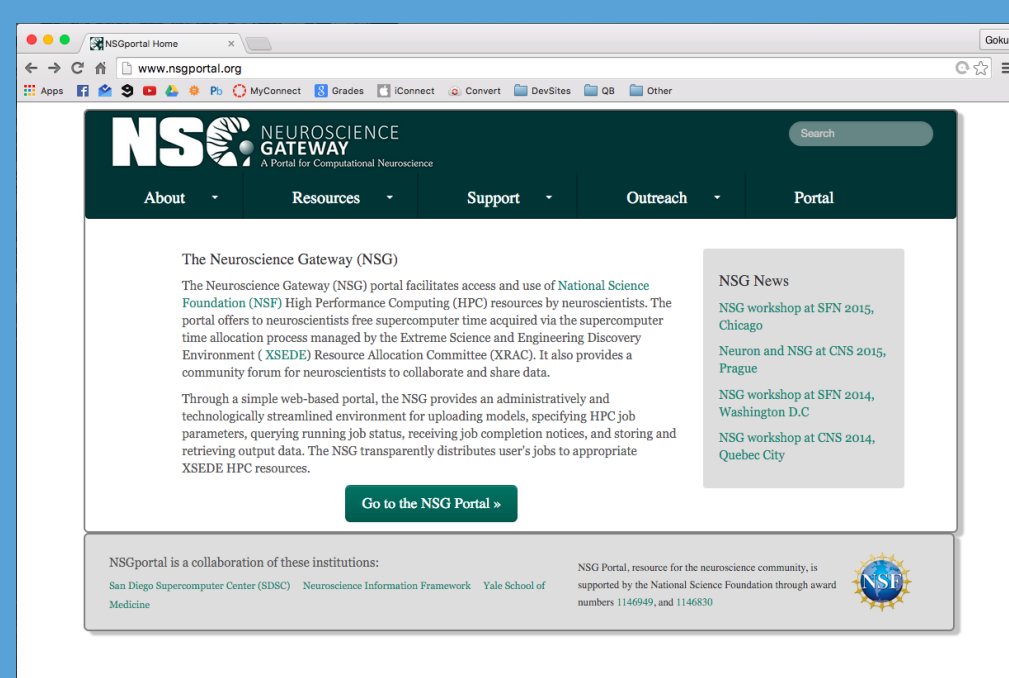 NSGportal Home
Goku
www.nsgportal.org
Apps
Pb
MyConnect
8
Grades
iConnect
Convert
DevSites
QB
Other
NSG
NEUROSCIENCE
GATEWAY
A Portal for Computational Neuroscience
Search
About
Resources
Support
Outreach
Portal
The Neuroscience Gateway (NSG)
The Neuroscience Gateway (NSG) portal facilitates access and use of National Science
Foundation (NSF) High Performance Computing (HPC) resources by neuroscientists. The
portal offers to neuroscientists free supercomputer time acquired via the supercomputer
time allocation process managed by the Extreme Science and Engineering Discovery
Environment ( XSEDE) Resource Allocation Committee (XRAC). It also provides a
community forum for neuroscientists to collaborate and share data.
Through a simple web-based portal, the NSG provides an administratively and
technologically streamlined environment for uploading models, specifying HPC job
parameters, querying running job status, receiving job completion notices, and storing and
retrieving output data. The NSG transparently distributes user's jobs to appropriate
XSEDE HPC resources.
Go to the NSG Portal »
NSG News
NSG workshop at SFN 2015,
Chicago
Neuron and NSG at CNS 2015,
Prague
NSG workshop at SFN 2014,
Washington D.C
NSG workshop at CNS 2014,
Quebec City
NSGportal is a collaboration of these institutions:
San Diego Supercomputer Center (SDSC) Neuroscience Information Framework Yale School of
Medicine
NSG Portal, resource for the neuroscience community, is
supported by the National Science Foundation through award
numbers 1146949, and 1146830
NSF